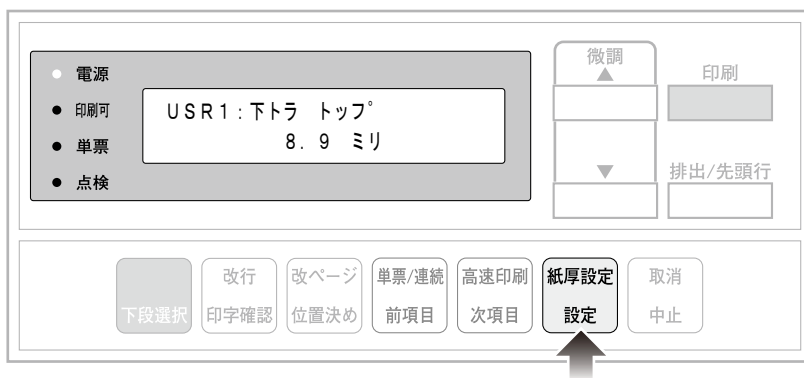 電源
印刷可
単票
点検
USR1:下トラ トップ゜
8.9 ミリ
微調
▲
▼
印刷
排出/先頭行
下段選択
改行
印字確認
改ページ
位置決め
単票/連続
前項目
高速印刷
次項目
紙厚設定
設定
取消
中止